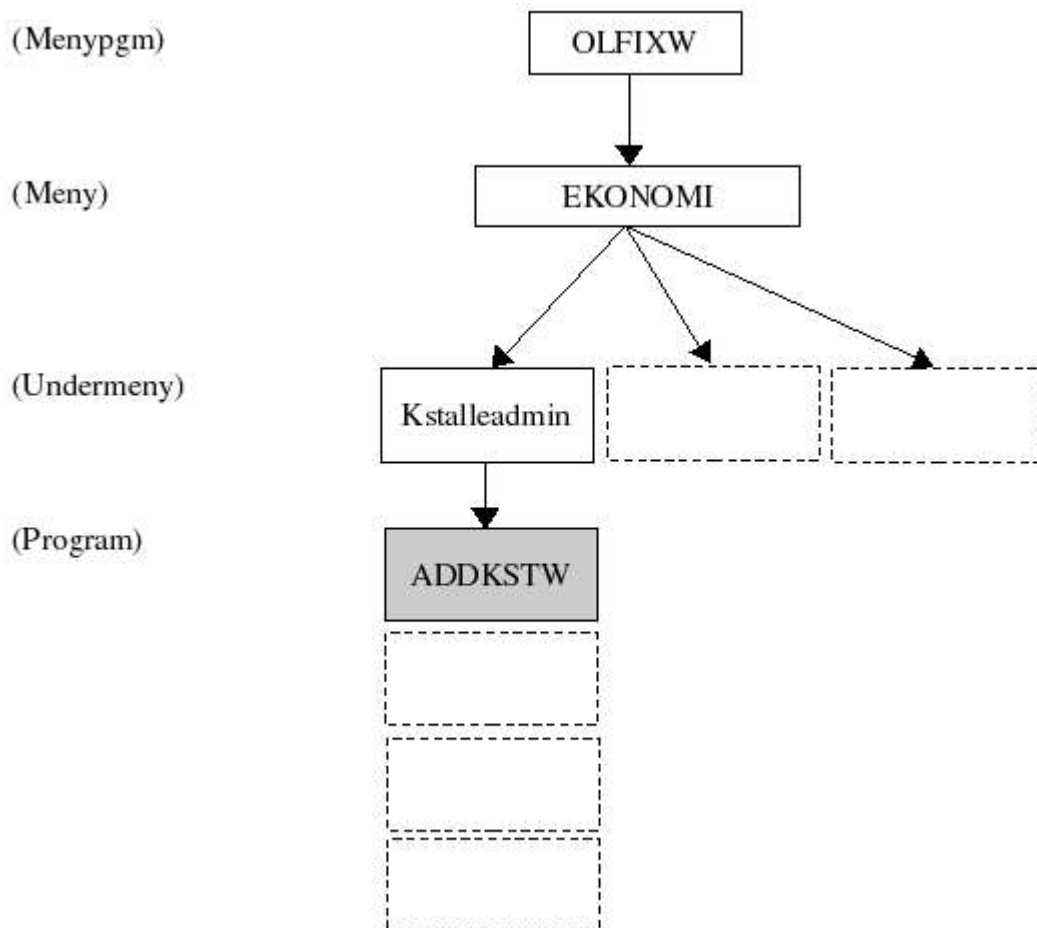 (Menypgm)
OLFIXW
(Meny)
EKONOMI
(Undermeny)
Kstalleadmin
(Program)
ADDKSTW